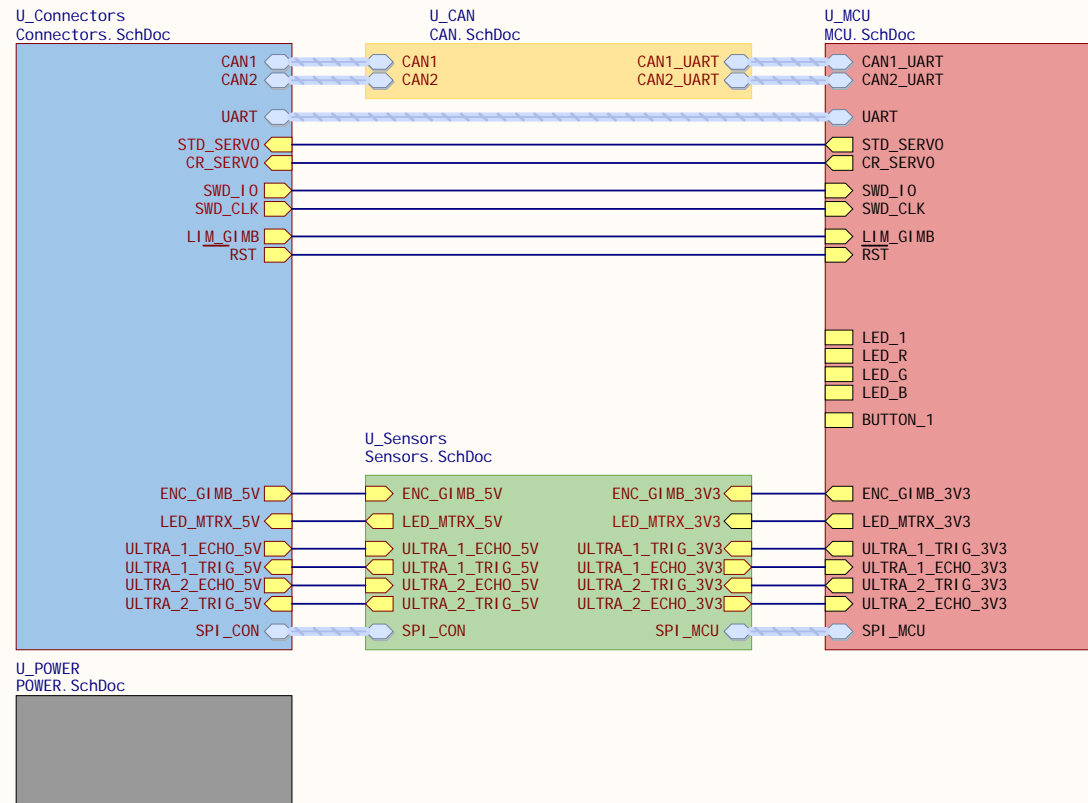 U_Connectors
Connectors.SchDoc
CAN1
CAN2
UART
STD_SERVO
CR_SERVO
SWD_IO
SWD_CLK
LIM_GIMB
RST
ENC_GIMB_5V
LED_MTRX_5V
ULTRA_1_ECHO_5V
ULTRA_1_TRIG_5V
ULTRA_2_ECHO_5V
ULTRA_2_TRIG_5V
SPI_CON
U_CAN
CAN.SchDoc
CAN1
CAN2
CAN1_UART
CAN2_UART
U_Sensors
Sensors.SchDoc
ENC_GIMB_5V
LED_MTRX_5V
ULTRA_1_ECHO_5V
ULTRA_1_TRIG_5V
ULTRA_2_ECHO_5V
ULTRA_2_TRIG_5V
SPI_CON
ENC_GIMB_3V3
LED_MTRX_3V3
ULTRA_1_TRIG_3V3
ULTRA_1_ECHO_3V3
ULTRA_2_TRIG_3V3
ULTRA_2_ECHO_3V3
SPI_MCU
U_MCU
MCU.SchDoc
CAN1_UART
CAN2_UART
UART
STD_SERVO
CR_SERVO
SWD_IO
SWD_CLK
LIM_GIMB
RST
LED_1
LED_R
LED_G
LED_B
BUTTON_1
ENC_GIMB_3V3
LED_MTRX_3V3
ULTRA_1_TRIG_3V3
ULTRA_1_ECHO_3V3
ULTRA_2_TRIG_3V3
ULTRA_2_ECHO_3V3
SPI_MCU
U_POWER
POWER.SchDoc